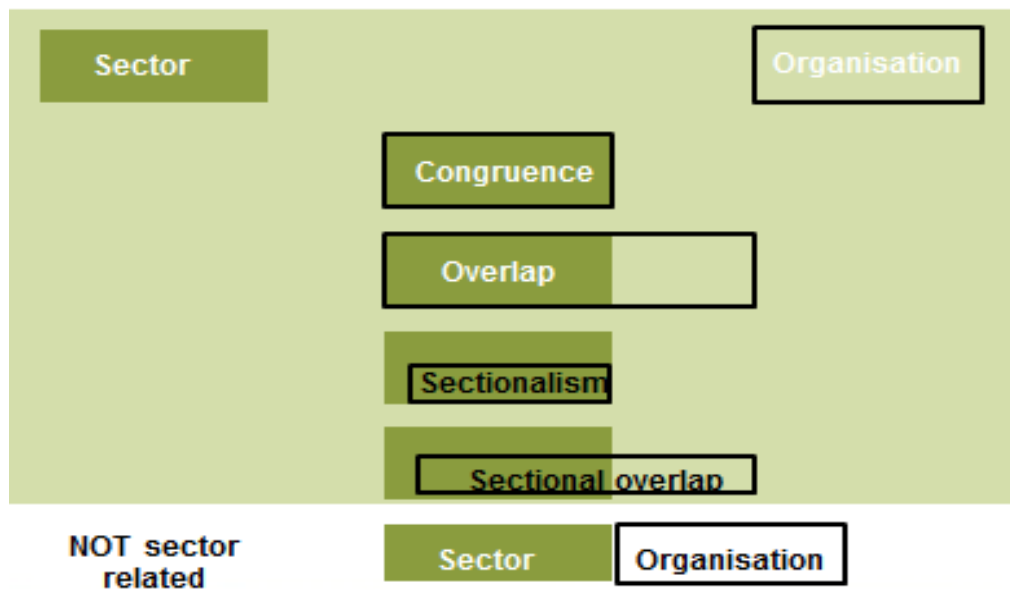 Sector
Organisation
Congruence
Overlap
Sectionalism
Sectional overlap
NOT sector
related
Sector
Organisation